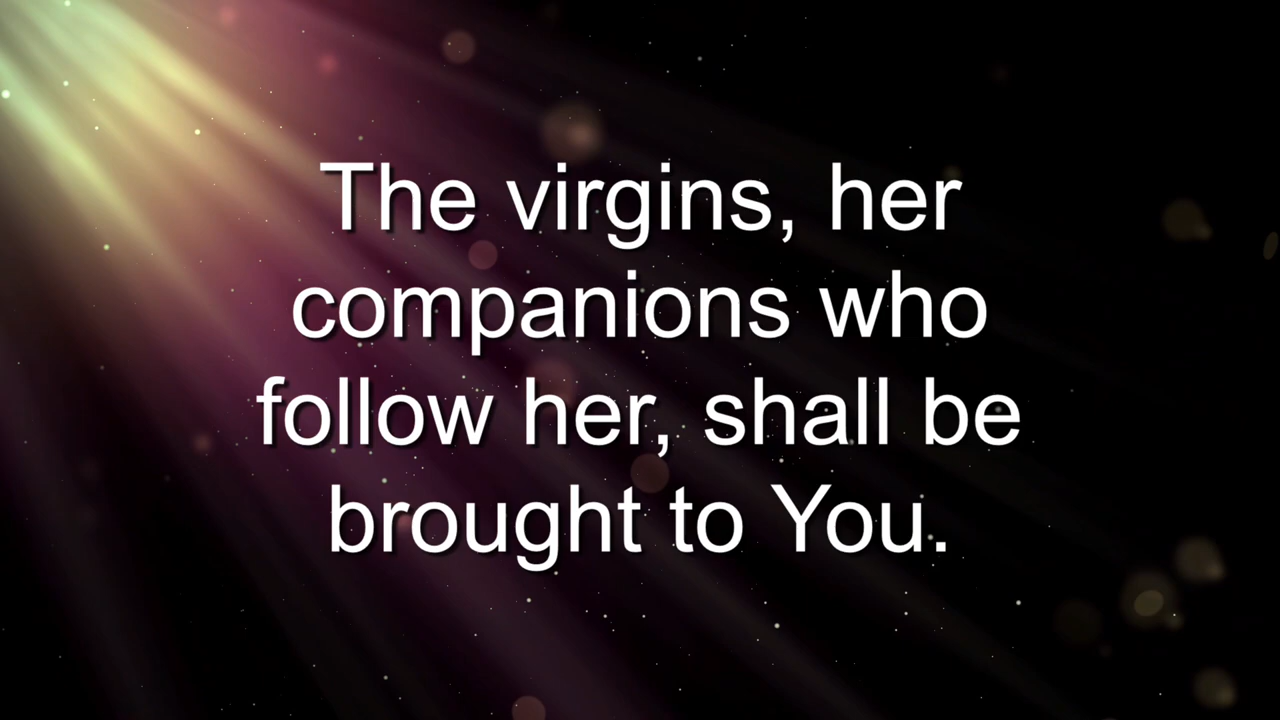 The virgins, her
companions who
follow her, shall be
brought to You.